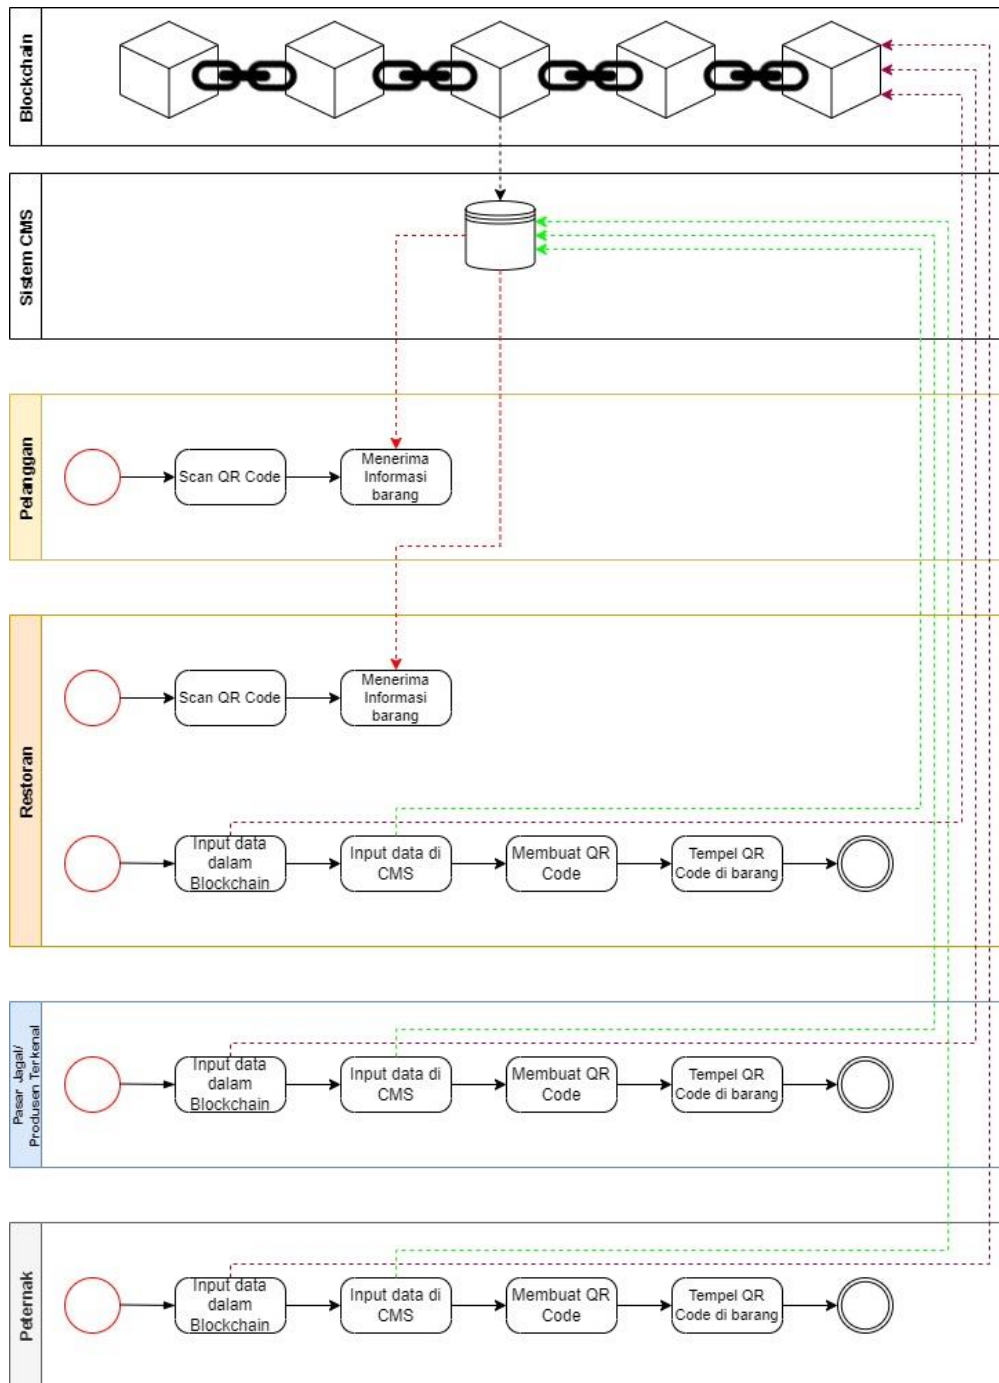 Blockchain
Sistem CMS
Pelanggan
Scan QR Code
Menerima
Informasi
barang
Restoran
Scan QR Code
Menerima
Informasi
barang
Input data
dalam
Blockchain
Input data di
CMS
Membuat QR
Code
Tempel QR
Code di barang
Pasar Jagal/
Produsen Terkenal
Input data
dalam
Blockchain
Input data di
CMS
Membuat QR
Code
Tempel QR
Code di barang
Peternak
Input data
dalam
Blockchain
Input data di
CMS
Membuat QR
Code
Tempel QR
Code di barang